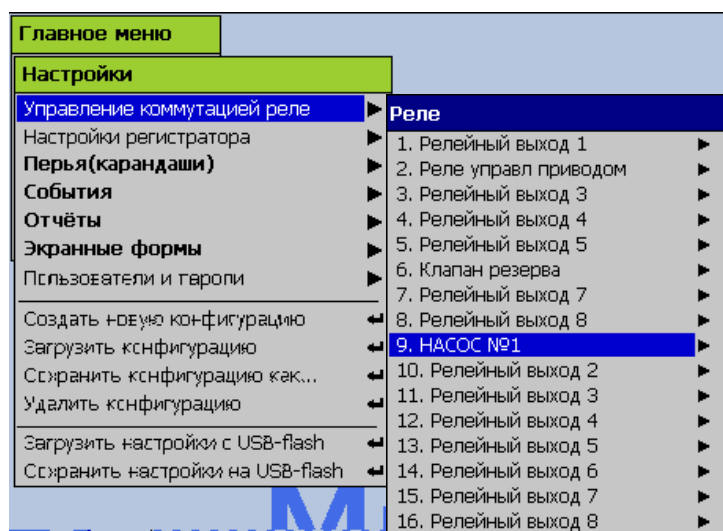 Главное меню
Настройки
Управление коммутацией реле
Настройки регистратора
Перья(карандаши)
События
Отчёты
Экранные формы
Пользователи и пароли
Создать новую конфигурацию
Загрузить конфигурацию
Сохранить конфигурацию как...
Удалить конфигурацию
Загрузить настройки с USB-flash
Сохранить настройки на USB-flash
Реле
1. Релейный выход 1
2. Реле управл приводом
3. Релейный выход 3
4. Релейный выход 4
5. Релейный выход 5
6. Клапан резерва
7. Релейный выход 7
8. Релейный выход 8
9. НАСОС №1
10. Релейный выход 2
11. Релейный выход 3
12. Релейный выход 4
13. Релейный выход 5
14. Релейный выход 6
15. Релейный выход 7
16. Релейный выход 8